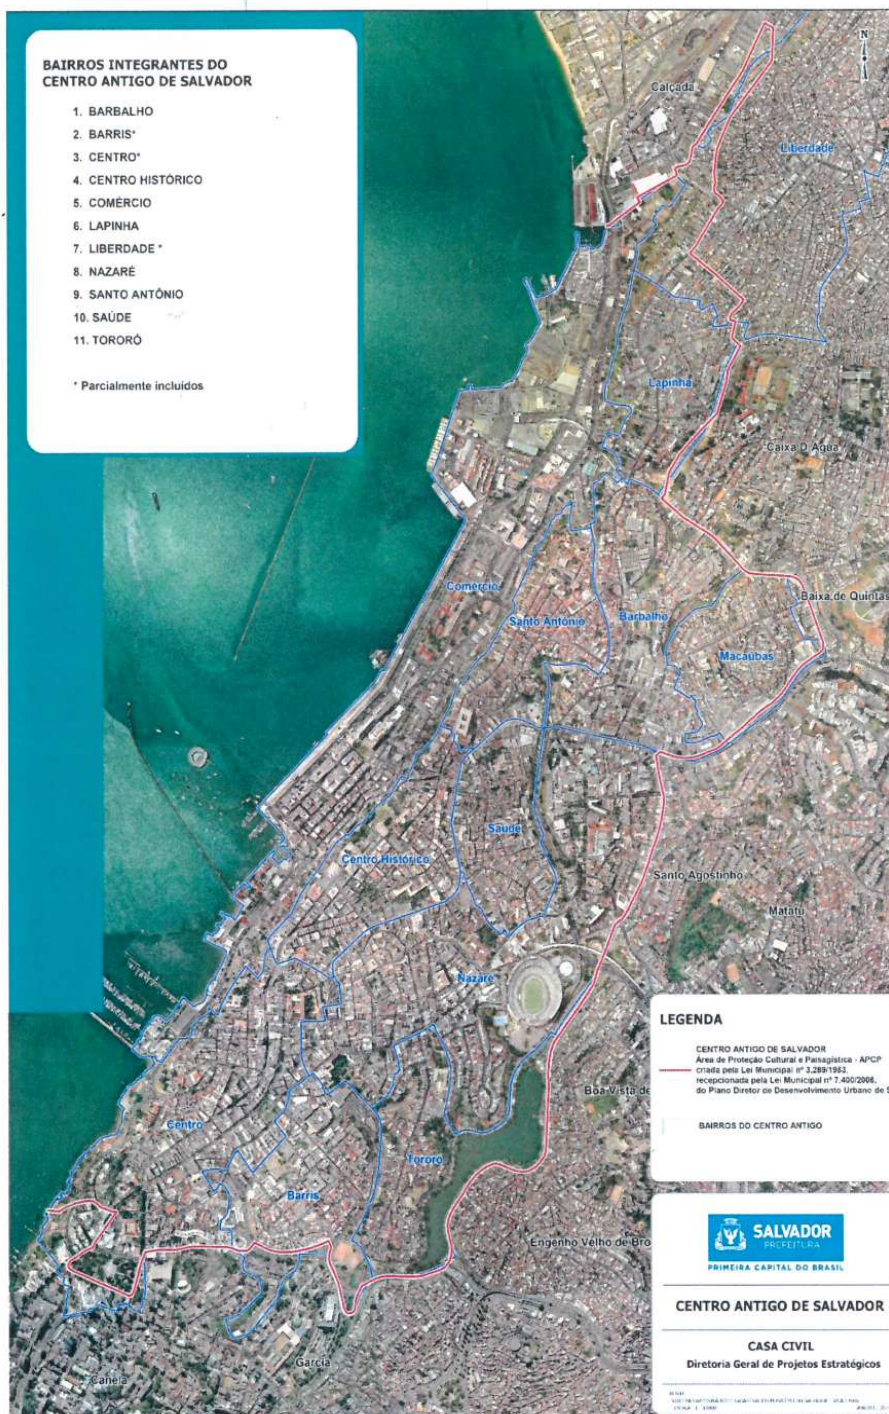 BAIRROS INTEGRANTES DO
CENTRO ANTIGO DE SALVADOR
1. BARBALHO
2. BARRIS*
3. CENTRO*
4. CENTRO HISTÓRICO
5. COMÉRCIO
6. LAPINHA
7. LIBERDADE *
8. NAZARÉ
9. SANTO ANTÔNIO
10. SAÚDE
11. TORORÓ
* Parcialmente incluídos
N
Calçada
Liberdade
Lapinha
Caixa D Agua
Comércio
Santo Antônio
Barbalho
Baixa de Quintas
Macaúbas
Saúde
Centro Histórico
Santo Agostinho
Matatu
Nazaré
Boa Vista de
Centro
Tororó
Barris
Engenho Velho de Bro
Garcia
Canela
LEGENDA
CENTRO ANTIGO DE SALVADOR
Área de Proteção Cultural e Paisagística - APCP
criada pela Lei Municipal nº 3.289/1983,
recepcionada pela Lei Municipal nº 7.400/2008,
do Plano Diretor de Desenvolvimento Urbano de S
BAIRROS DO CENTRO ANTIGO
SALVADOR
PREFEITURA
PRIMEIRA CAPITAL DO BRASIL
CENTRO ANTIGO DE SALVADOR
CASA CIVIL
Diretoria Geral de Projetos Estratégicos